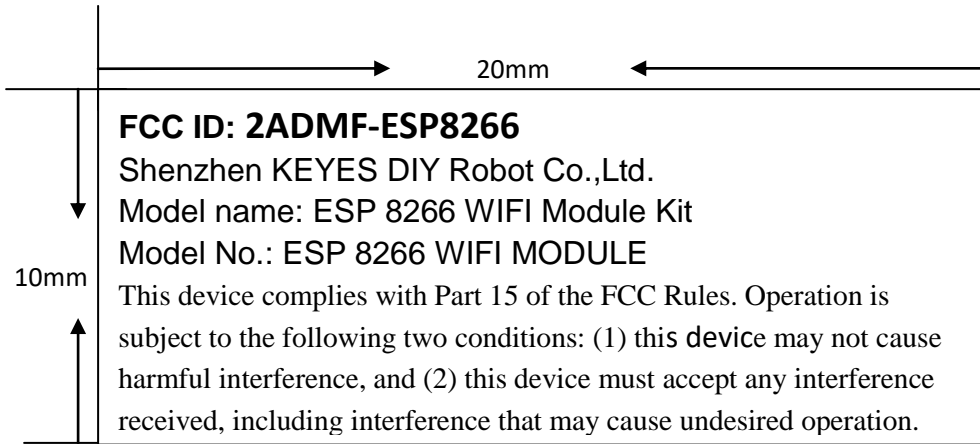 20mm
FCC ID: 2ADMF-ESP8266
Shenzhen KEYES DIY Robot Co.,Ltd.
Model name: ESP 8266 WIFI Module Kit
Model No.: ESP 8266 WIFI MODULE
10mm
This device complies with Part 15 of the FCC Rules. Operation is
subject to the following two conditions: (1) this device may not cause
harmful interference, and (2) this device must accept any interference
received, including interference that may cause undesired operation.